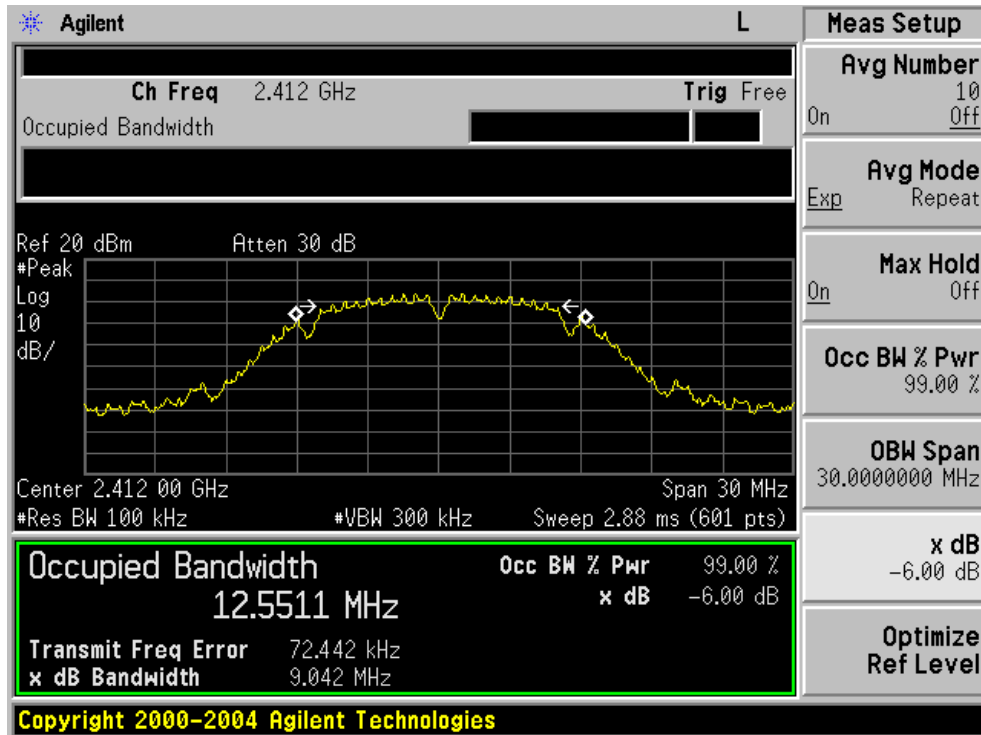 Agilent L
Meas Setup
Ch Freq 2.412 GHz Trig Free
Occupied Bandwidth
Ref 20 dBm Atten 30 dB
#Peak
Log
10
dB/
Center 2.412 00 GHz Span 30 MHz
#Res BW 100 kHz #VBW 300 kHz Sweep 2.88 ms (601 pts)
Occupied Bandwidth
12.5511 MHz
Occ BW % Pwr 99.00 %
x dB -6.00 dB
Transmit Freq Error 72.442 kHz
x dB Bandwidth 9.042 MHz
Copyright 2000-2004 Agilent Technologies
Avg Number
10
On Off
Avg Mode
Exp Repeat
Max Hold
On Off
Occ BW % Pwr
99.00 %
OBW Span
30.0000000 MHz
x dB
-6.00 dB
Optimize
Ref Level